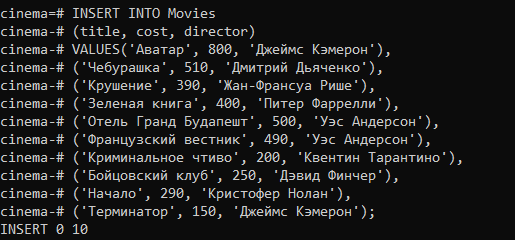 cinema=# INSERT INTO Movies
cinema-# (title, cost, director)
cinema-# VALUES('Аватар', 800, 'Джеймс Кэмерон'),
cinema-# ('Чебурашка', 510, 'Дмитрий Дьяченко'),
cinema-# ('Крушение', 390, 'Жан-Франсуа Рише'),
cinema-# ('Зеленая книга', 400, 'Питер Фаррелли'),
cinema-# ('Отель Гранд Будапешт', 500, 'Уэс Андерсон'),
cinema-# ('Французский вестник', 490, 'Уэс Андерсон'),
cinema-# ('Криминальное чтиво', 200, 'Квентин Тарантино'),
cinema-# ('Бойцовский клуб', 250, 'Дэвид Финчер'),
cinema-# ('Начало', 290, 'Кристофер Нолан'),
cinema-# ('Терминатор', 150, 'Джеймс Кэмерон');
INSERT 0 10